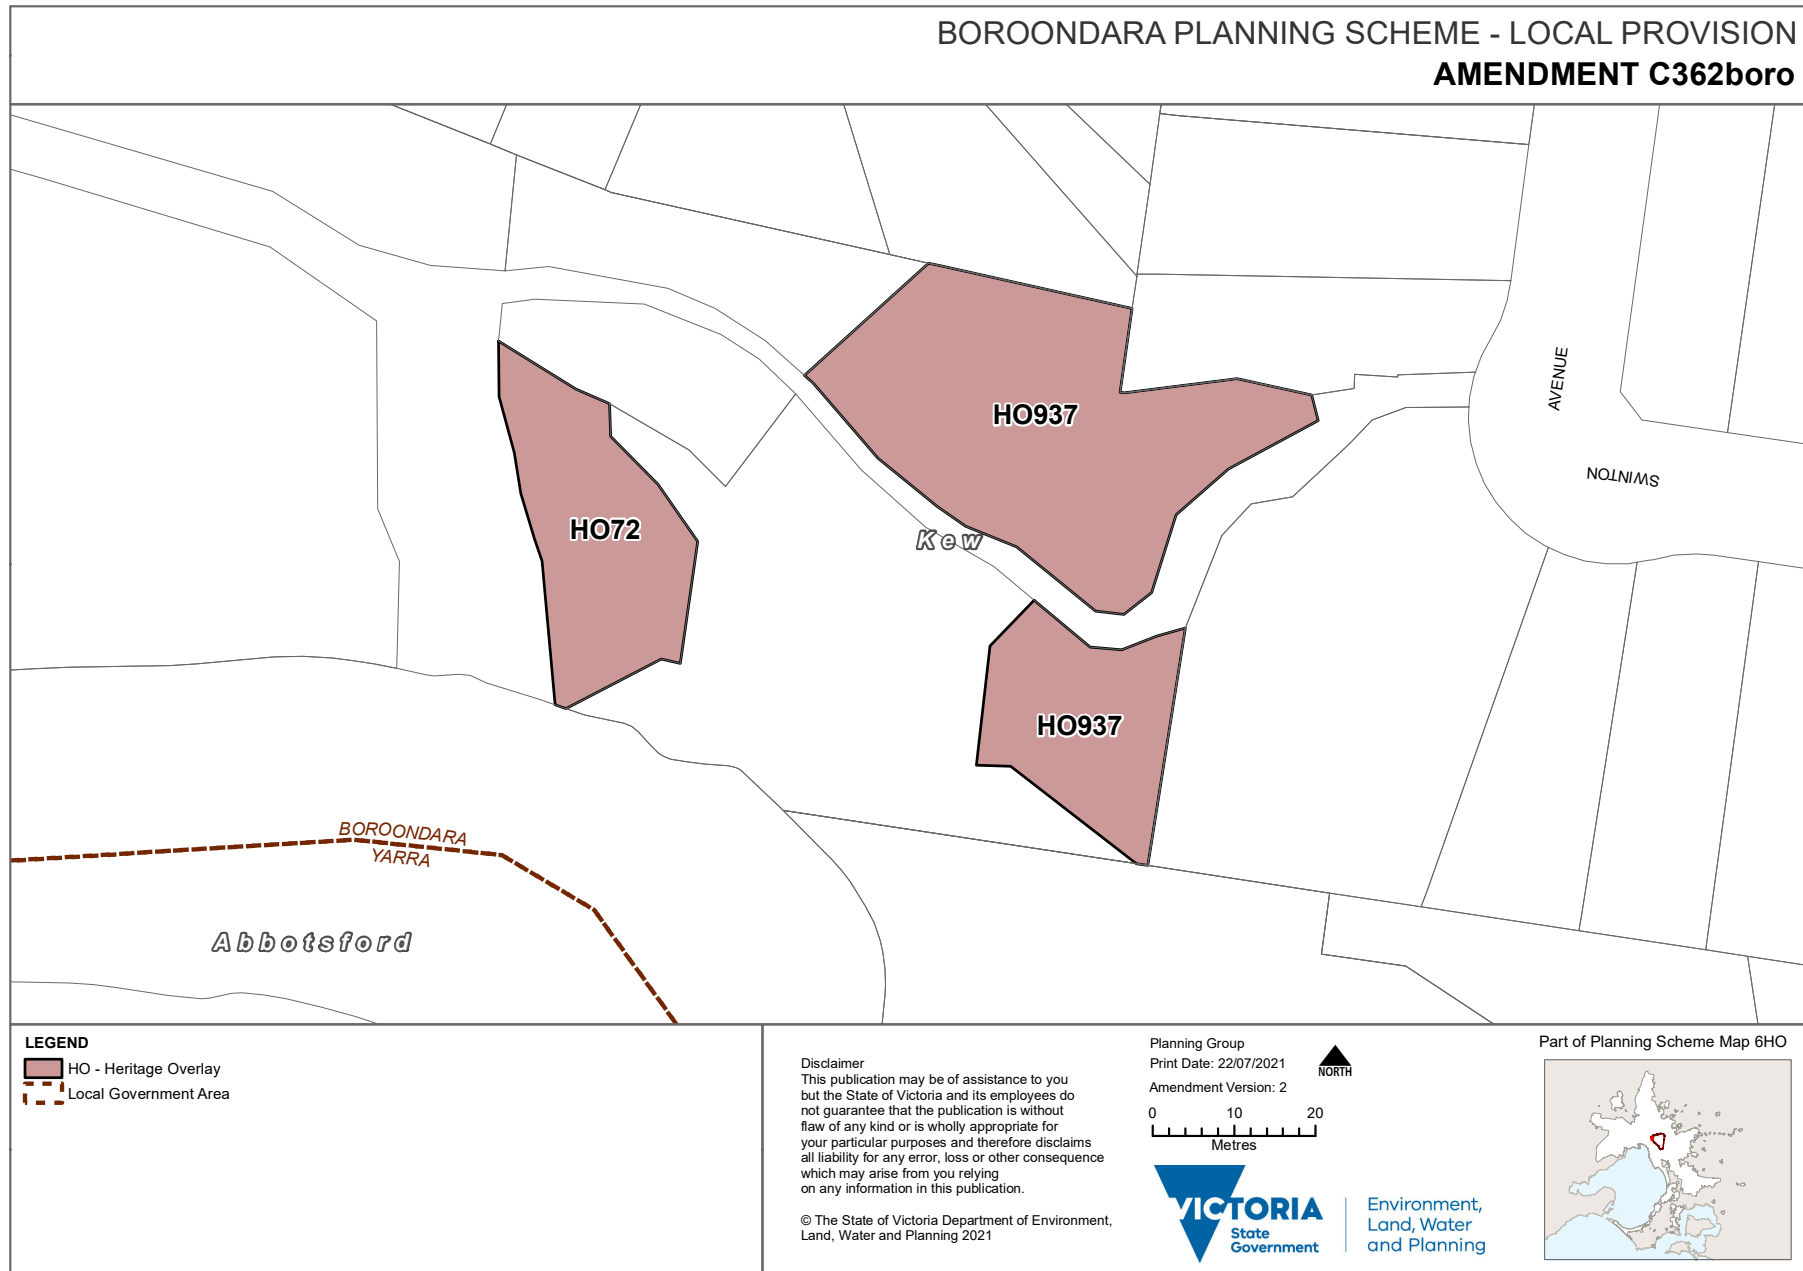 BOROONDARA PLANNING SCHEME - LOCAL PROVISION
AMENDMENT C362boro
AVENUE
SWINTON
HO937
HO72
Kew
HO937
BOROONDARA
YARRA
Abbotsford
LEGEND
HO - Heritage Overlay
Local Government Area
Disclaimer
This publication may be of assistance to you
but the State of Victoria and its employees do
not guarantee that the publication is without
flaw of any kind or is wholly appropriate for
your particular purposes and therefore disclaims
all liability for any error, loss or other consequence
which may arise from you relying
on any information in this publication.
© The State of Victoria Department of Environment,
Land, Water and Planning 2021
Planning Group
Print Date: 22/07/2021
Amendment Version: 2
NORTH
0 10 20
Metres
VICTORIA
State
Government
Environment,
Land, Water
and Planning
Part of Planning Scheme Map 6HO